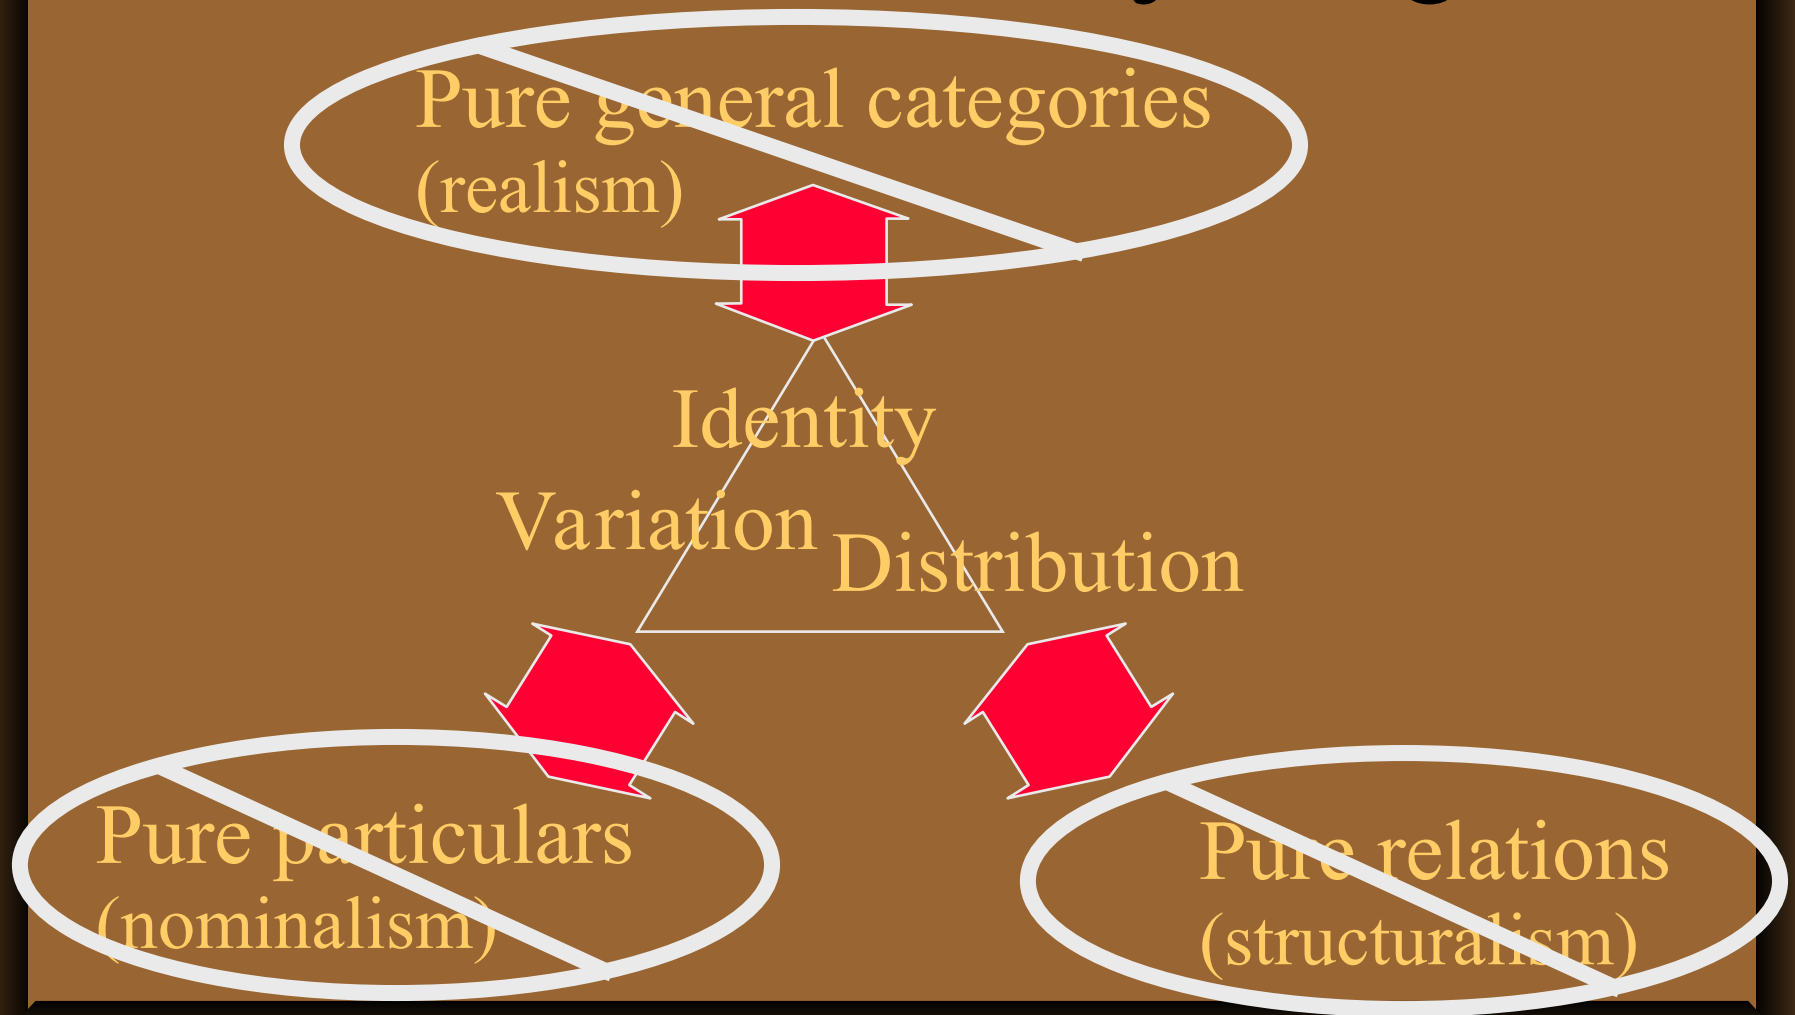 Pure general categories
(realism)
Identity
Variation
Distribution
Pure particulars
(nominalism)
Pure relations
(structuralism)